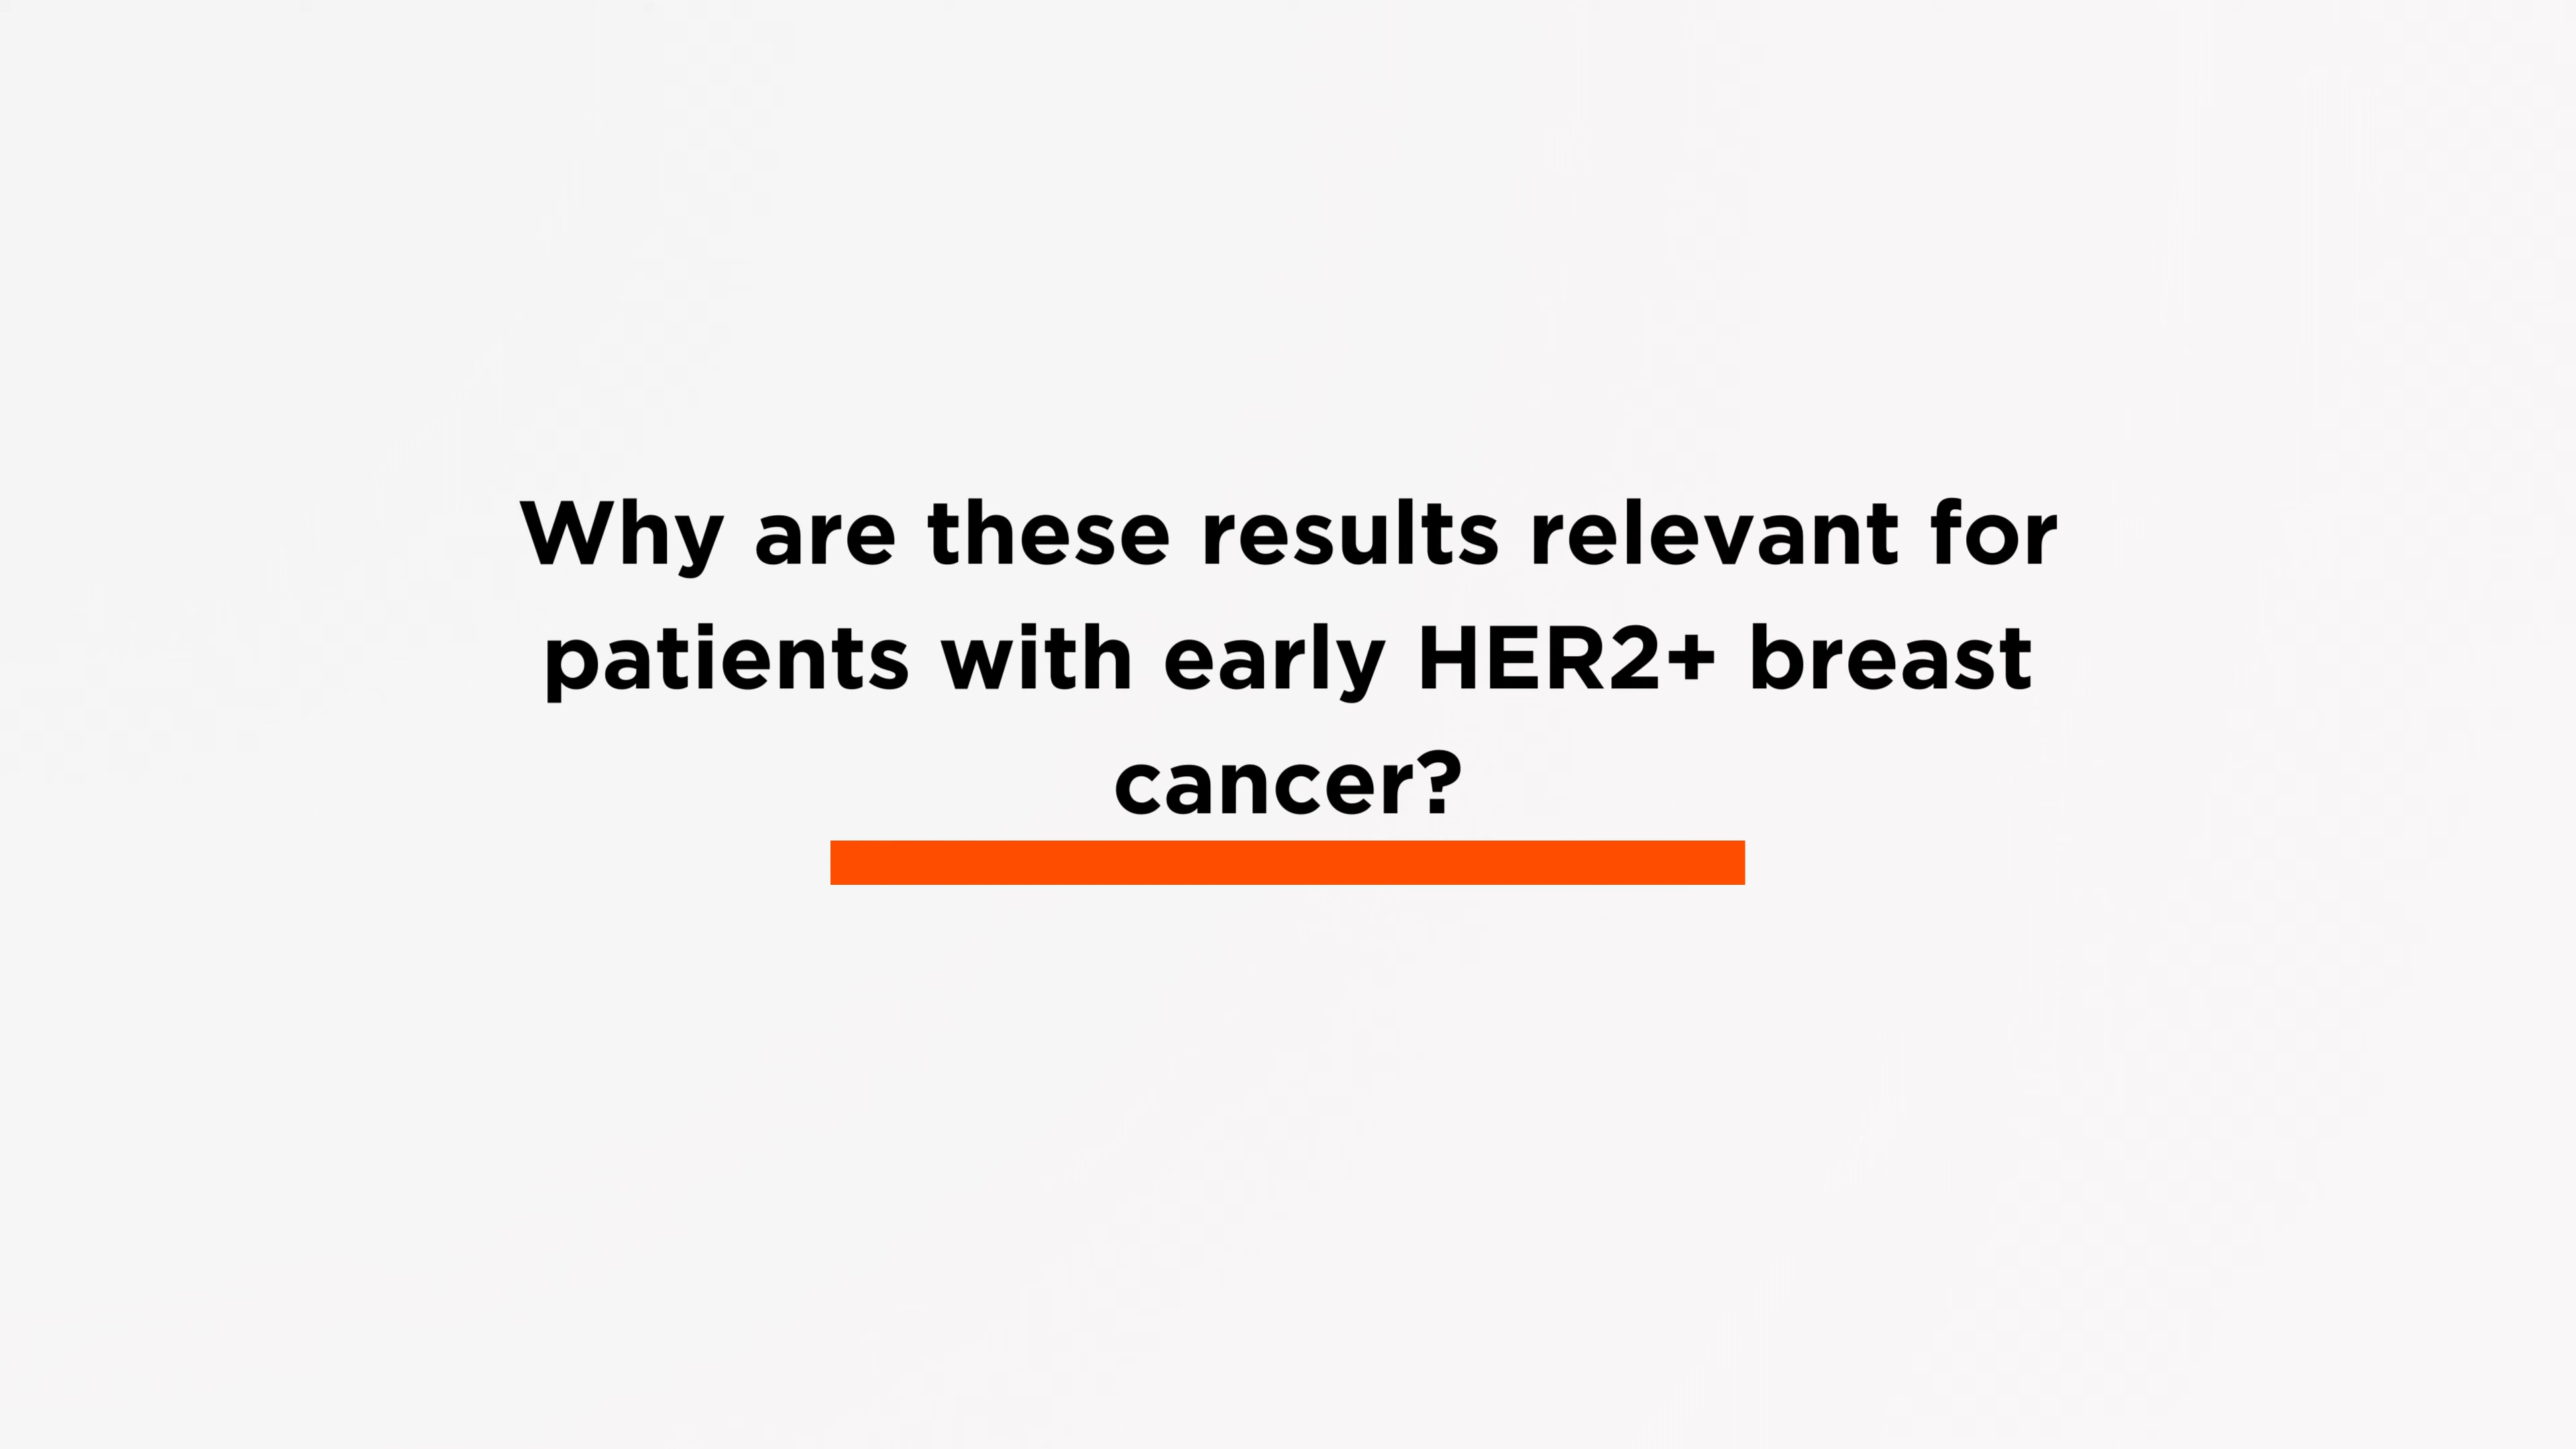 Why are these results relevant for
patients with early HER2+ breast
cancer?